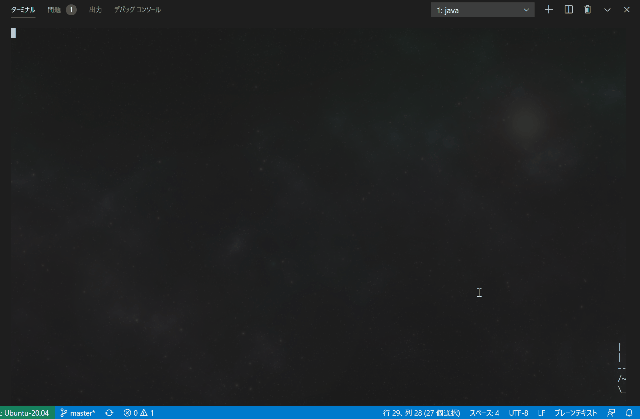 ターミナル 問題 1 出力 デバッグ コンソール 1: java
|
|
--
/~
\_
: Ubuntu-20.04 master* 0 1 行 29、列 28 (27 個選択) スペース: 4 UTF-8 LF プレーンテキスト